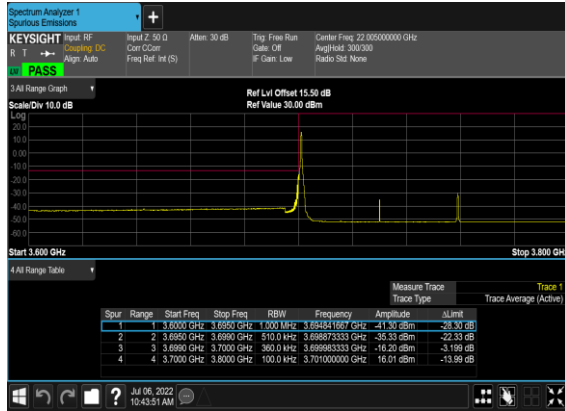 Spectrum Analyzer 1
Spurious Emissions
KEYSIGHT Input: RF Input Z: 50 Ω Atten: 30 dB Trig: Free Run Center Freq: 22.005000000 GHz
R T Coupling: DC Corr CCorr Gate: Off Avg|Hold: 300/300
Align: Auto Freq Ref: Int (S) IF Gain: Low Radio Std: None
PASS
3 All Range Graph
Ref Lvl Offset 15.50 dB
Scale/Div 10.0 dB Ref Value 30.00 dBm
Log
20.0
10.0
0.00
-10.0
-20.0
-30.0
-40.0
-50.0
-60.0
Start 3.600 GHz Stop 3.800 GH
4 All Range Table
Measure Trace Trace 1
Trace Type Trace Average (Active)
Spur Range Start Freq Stop Freq RBW Frequency Amplitude ΔLimit
1 1 3.6000 GHz 3.6950 GHz 1.000 MHz 3.694841667 GHz -41.30 dBm -28.30 dB
2 2 3.6950 GHz 3.6990 GHz 510.0 kHz 3.698873333 GHz -35.33 dBm -22.33 dB
3 3 3.6990 GHz 3.7000 GHz 360.0 kHz 3.699983333 GHz -16.20 dBm -3.199 dB
4 4 3.7000 GHz 3.8000 GHz 100.0 kHz 3.701000000 GHz 16.01 dBm -13.99 dB
Jul 06, 2022
10:43:51 AM